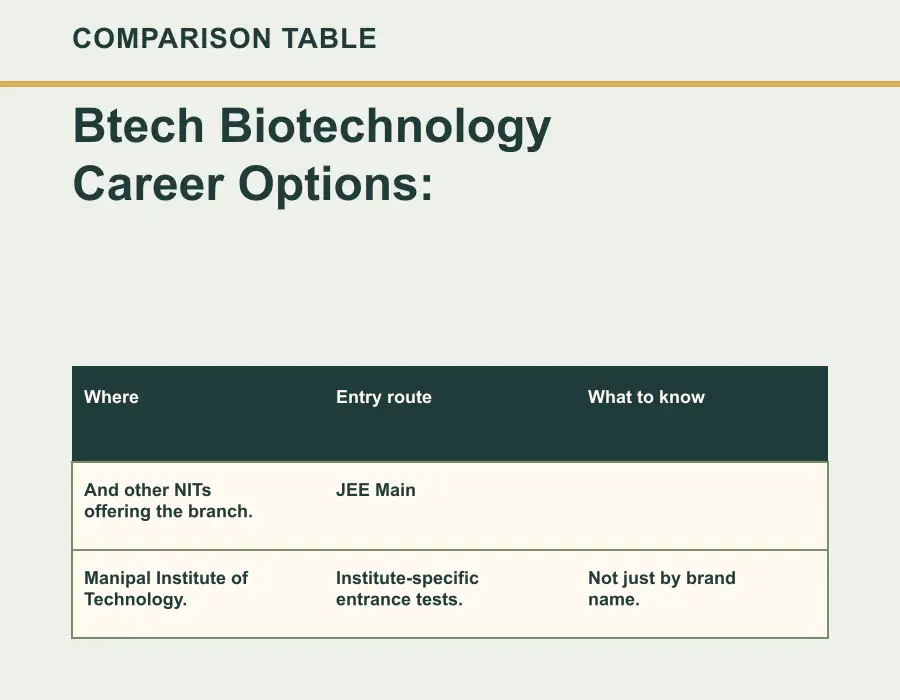 COMPARISON TABLE
Btech Biotechnology
Career Options:
Where Entry route What to know
And other NITs JEE Main
offering the branch.
Manipal Institute of Institute-specific Not just by brand
Technology. entrance tests. name.